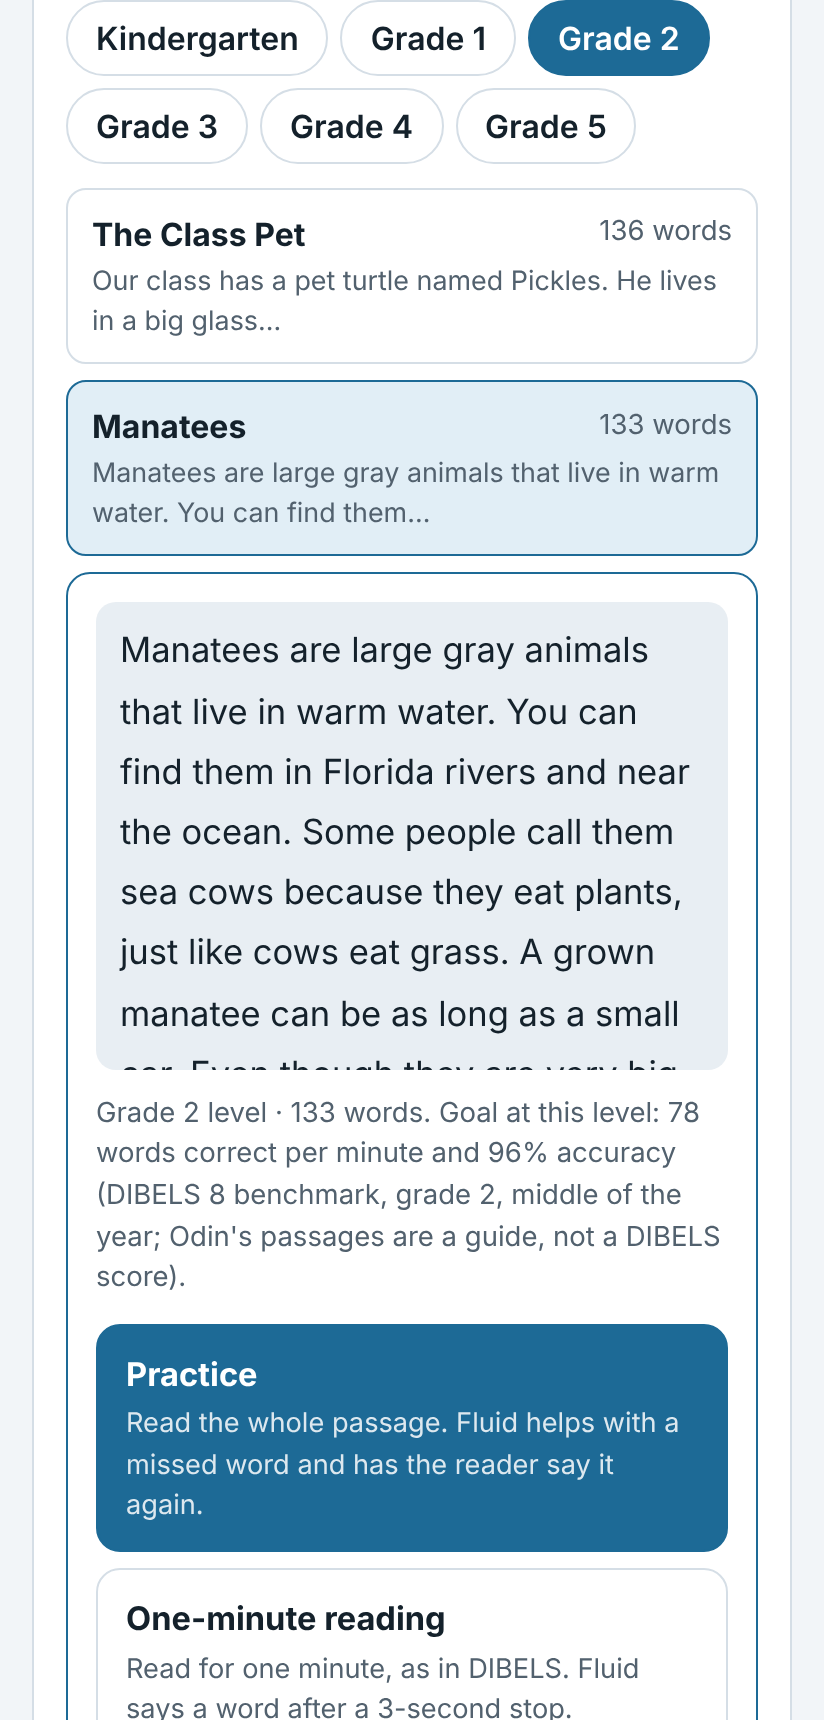 Kindergarten
Grade 1
Grade 2
Grade 3
Grade 4
Grade 5
The Class Pet
136 words
Our class has a pet turtle named Pickles. He lives
in a big glass...
Manatees
133 words
Manatees are large gray animals that live in warm
water. You can find them...
Manatees are large gray animals
that live in warm water. You can
find them in Florida rivers and near
the ocean. Some people call them
sea cows because they eat plants,
just like cows eat grass. A grown
manatee can be as long as a small
car. Even though they are very big,
Grade 2 level · 133 words. Goal at this level: 78
words correct per minute and 96% accuracy
(DIBELS 8 benchmark, grade 2, middle of the
year; Odin's passages are a guide, not a DIBELS
score).
Practice
Read the whole passage. Fluid helps with a
missed word and has the reader say it
again.
One-minute reading
Read for one minute, as in DIBELS. Fluid
says a word after a 3-second stop.